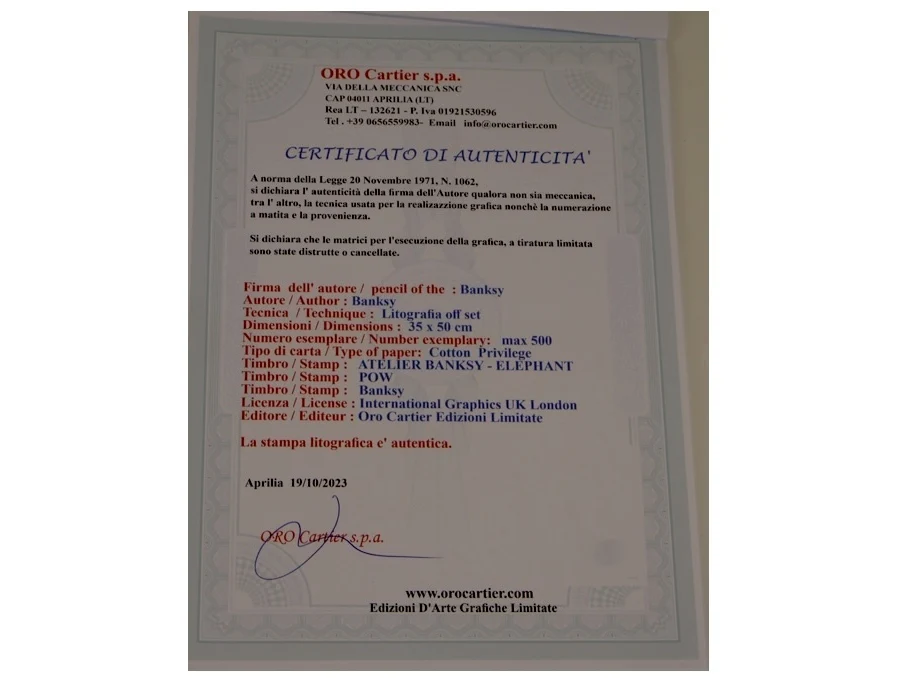 ORO Cartier s.p.a.
VIA DELLA MECCANICA SNC
CAP 04011 APRILIA (LT)
Rea LT – 132621 - P. Iva 01921530596
Tel . +39 0656559983- Email info@orocartier.com
CERTIFICATO DI AUTENTICITA'
A norma della Legge 20 Novembre 1971, N. 1062,
si dichiara l' autenticità della firma dell'Autore qualora non sia meccanica,
tra l' altro, la tecnica usata per la realizazzione grafica nonchè la numerazione
a matita e la provenienza.
Si dichiara che le matrici per l'esecuzione della grafica, a tiratura limitata
sono state distrutte o cancellate.
Firma dell' autore / pencil of the : Banksy
Autore / Author : Banksy
Tecnica / Technique : Litografia off set
Dimensioni / Dimensions : 35 x 50 cm
Numero esemplare / Number exemplary: max 500
Tipo di carta / Type of paper: Cotton Privilege
Timbro / Stamp : ATELIER BANKSY - ELEPHANT
Timbro / Stamp : POW
Timbro / Stamp : Banksy
Licenza / License : International Graphics UK London
Editore / Editeur : Oro Cartier Edizioni Limitate
La stampa litografica e' autentica.
Aprilia 19/10/2023
ORO Cartier s.p.a.
www.orocartier.com
Edizioni D'Arte Grafiche Limitate